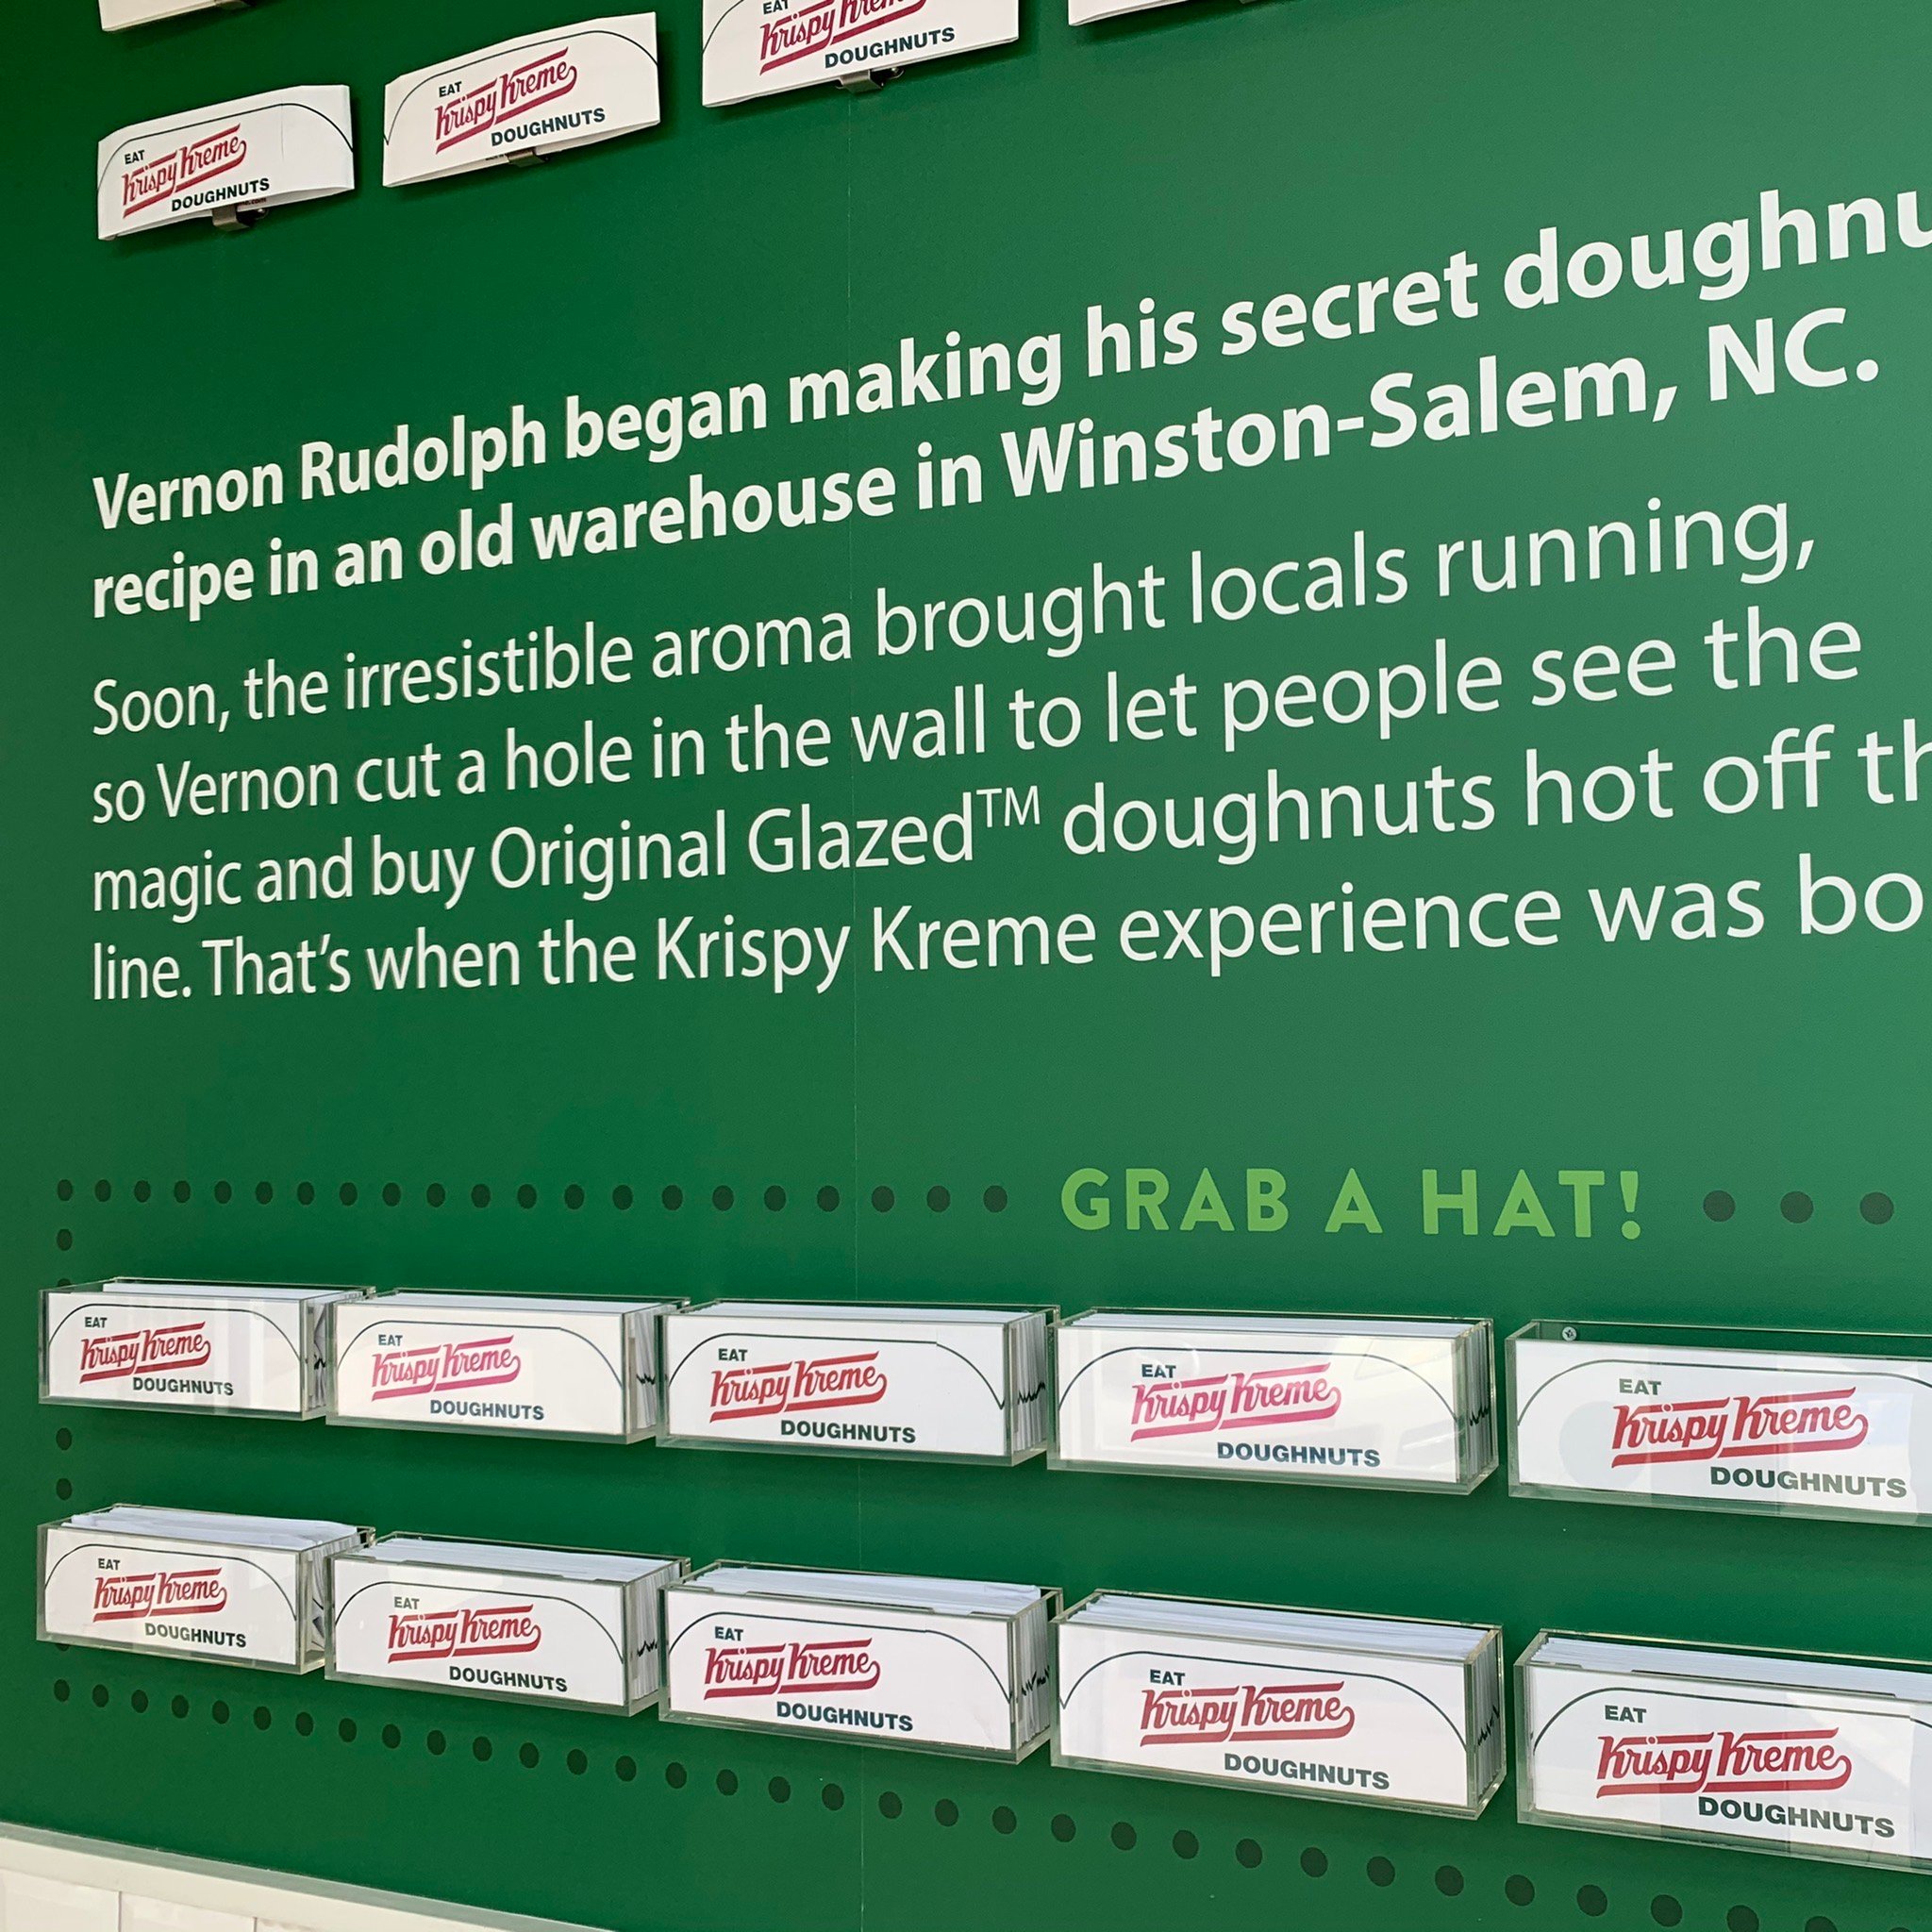 EAT
Krispy Kreme
DOUGHNUTS
EAT
Krispy Kreme
DOUGHNUTS
EAT
Krispy Kreme
DOUGHNUTS
Vernon Rudolph began making his secret doughnu
recipe in an old warehouse in Winston-Salem, NC.
Soon, the irresistible aroma brought locals running,
so Vernon cut a hole in the wall to let people see the
magic and buy Original Glazed™ doughnuts hot off th
line. That's when the Krispy Kreme experience was bo
GRAB A HAT!
EAT
Krispy Kreme
DOUGHNUTS
EAT
Krispy Kreme
DOUGHNUTS
EAT
Krispy Kreme
DOUGHNUTS
EAT
Krispy Kreme
DOUGHNUTS
EAT
Krispy Kreme
DOUGHNUTS
EAT
Krispy Kreme
DOUGHNUTS
EAT
Krispy Kreme
DOUGHNUTS
EAT
Krispy Kreme
DOUGHNUTS
EAT
Krispy Kreme
DOUGHNUTS
EAT
Krispy Kreme
DOUGHNUTS